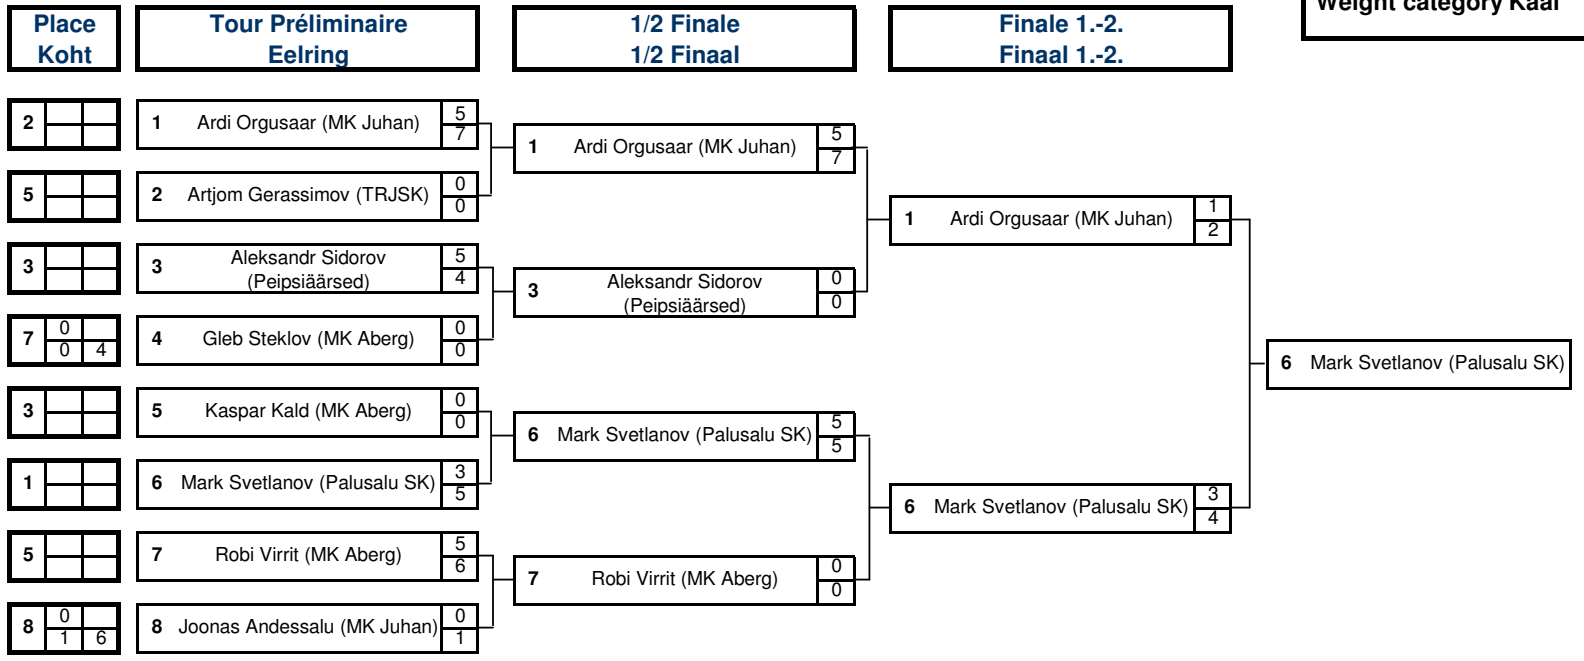 Weight category Kaal
Place
Koht
Tour Préliminaire
Eelring
1/2 Finale
1/2 Finaal
Finale 1.-2.
Finaal 1.-2.
2
1 Ardi Orgusaar (MK Juhan) 5
7
5
2 Artjom Gerassimov (TRJSK) 0
0
3
3 Aleksandr Sidorov
(Peipsiäärsed) 5
4
7 0
0 4
4 Gleb Steklov (MK Aberg) 0
0
3
5 Kaspar Kald (MK Aberg) 0
0
1
6 Mark Svetlanov (Palusalu SK) 3
5
5
7 Robi Virrit (MK Aberg) 5
6
8 0
1 6
8 Joonas Andessalu (MK Juhan) 0
1
1 Ardi Orgusaar (MK Juhan) 5
7
3 Aleksandr Sidorov
(Peipsiäärsed) 0
0
6 Mark Svetlanov (Palusalu SK) 5
5
7 Robi Virrit (MK Aberg) 0
0
1 Ardi Orgusaar (MK Juhan) 1
2
6 Mark Svetlanov (Palusalu SK) 3
4
6 Mark Svetlanov (Palusalu SK)